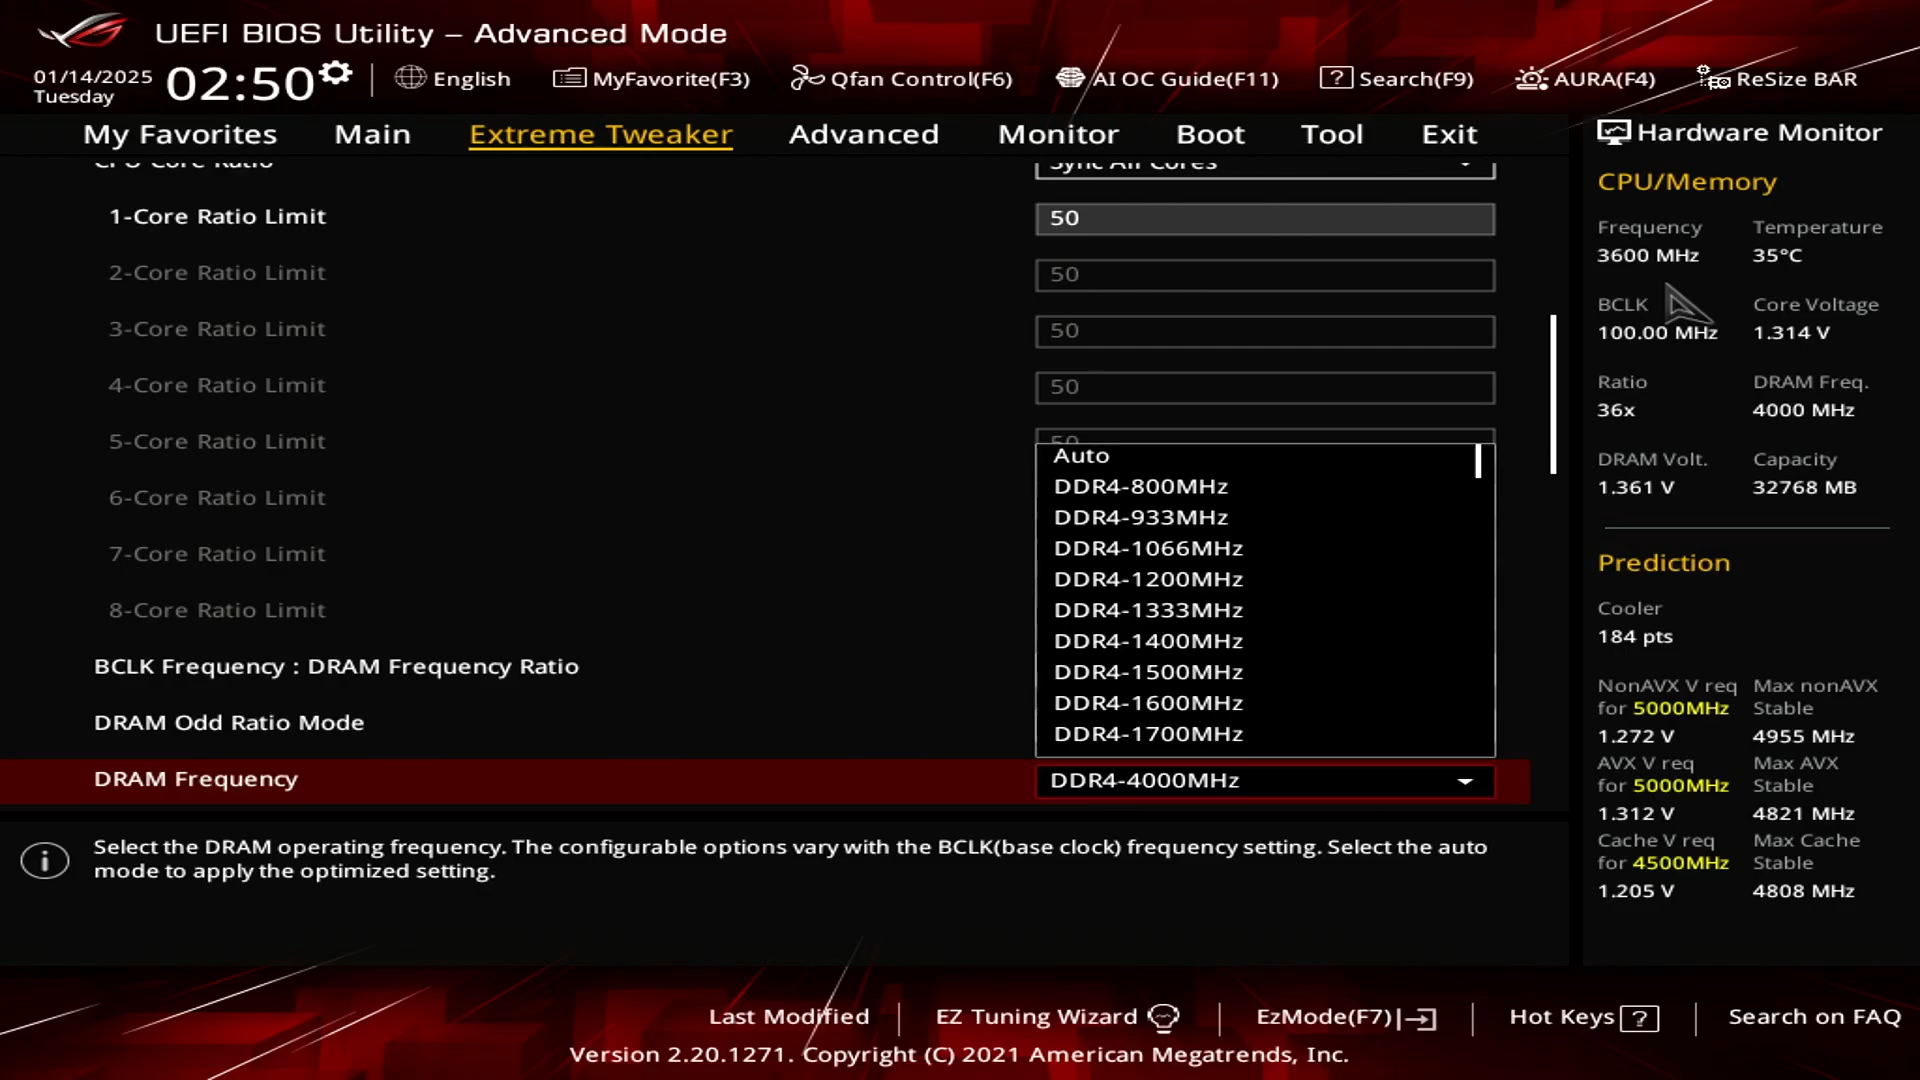 UEFI BIOS Utility – Advanced Mode
01/14/2025
Tuesday
02:50
English
MyFavorite(F3)
Qfan Control(F6)
AI OC Guide(F11)
Search(F9)
AURA(F4)
ReSize BAR
My Favorites
Main
Extreme Tweaker
Advanced
Monitor
Boot
Tool
Exit
CPU Core Ratio
Sync All Cores
1-Core Ratio Limit
50
2-Core Ratio Limit
50
3-Core Ratio Limit
50
4-Core Ratio Limit
50
5-Core Ratio Limit
50
6-Core Ratio Limit
7-Core Ratio Limit
8-Core Ratio Limit
BCLK Frequency : DRAM Frequency Ratio
DRAM Odd Ratio Mode
Auto
DDR4-800MHz
DDR4-933MHz
DDR4-1066MHz
DDR4-1200MHz
DDR4-1333MHz
DDR4-1400MHz
DDR4-1500MHz
DDR4-1600MHz
DDR4-1700MHz
DRAM Frequency
DDR4-4000MHz
Select the DRAM operating frequency. The configurable options vary with the BCLK(base clock) frequency setting. Select the auto
mode to apply the optimized setting.
Hardware Monitor
CPU/Memory
Frequency Temperature
3600 MHz 35°C
BCLK Core Voltage
100.00 MHz 1.314 V
Ratio DRAM Freq.
36x 4000 MHz
DRAM Volt. Capacity
1.361 V 32768 MB
Prediction
Cooler
184 pts
NonAVX V req Max nonAVX
for 5000MHz Stable
1.272 V 4955 MHz
AVX V req Max AVX
for 5000MHz Stable
1.312 V 4821 MHz
Cache V req Max Cache
for 4500MHz Stable
1.205 V 4808 MHz
Last Modified
EZ Tuning Wizard
EzMode(F7)
Hot Keys ?
Search on FAQ
Version 2.20.1271. Copyright (C) 2021 American Megatrends, Inc.